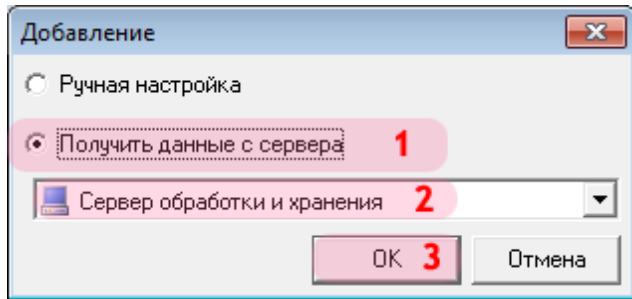 Добавление
Ручная настройка
Получить данные с сервера 1
Сервер обработки и хранения 2
OK 3 Отмена